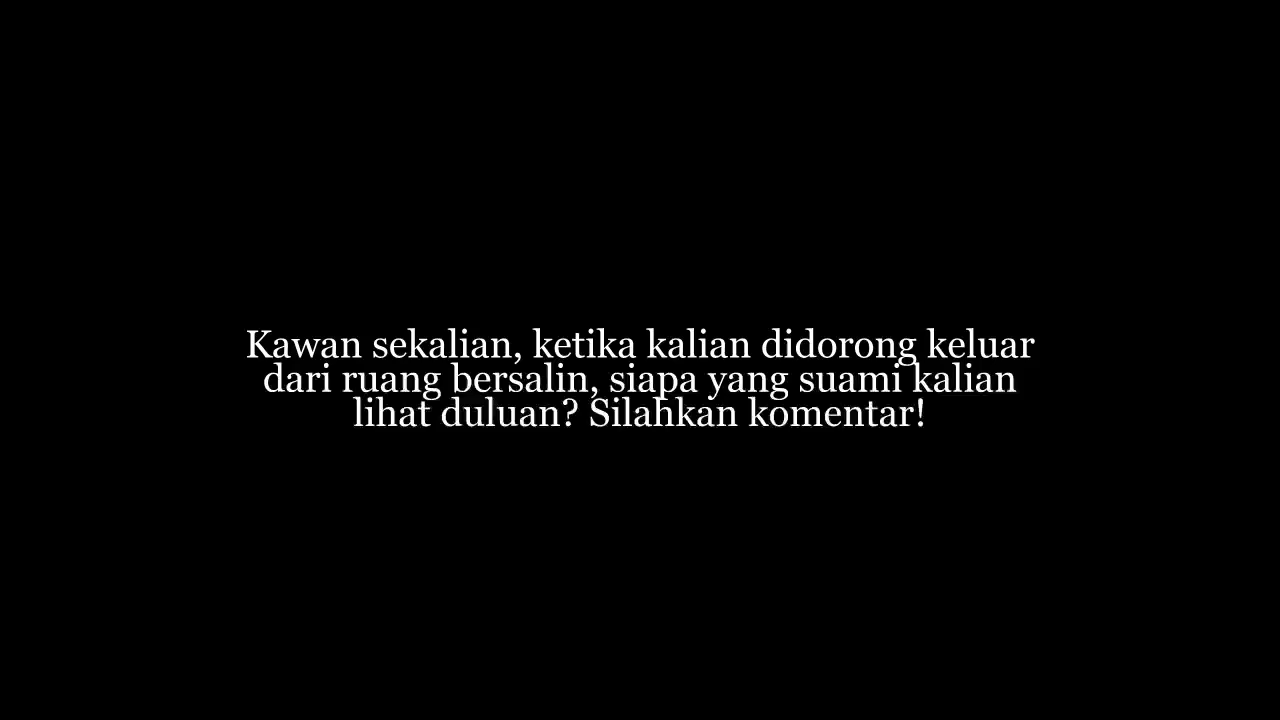 Kawan sekalian, ketika kalian didorong keluar
dari ruang bersalin, siapa yang suami kalian
lihat duluan? Silahkan komentar!